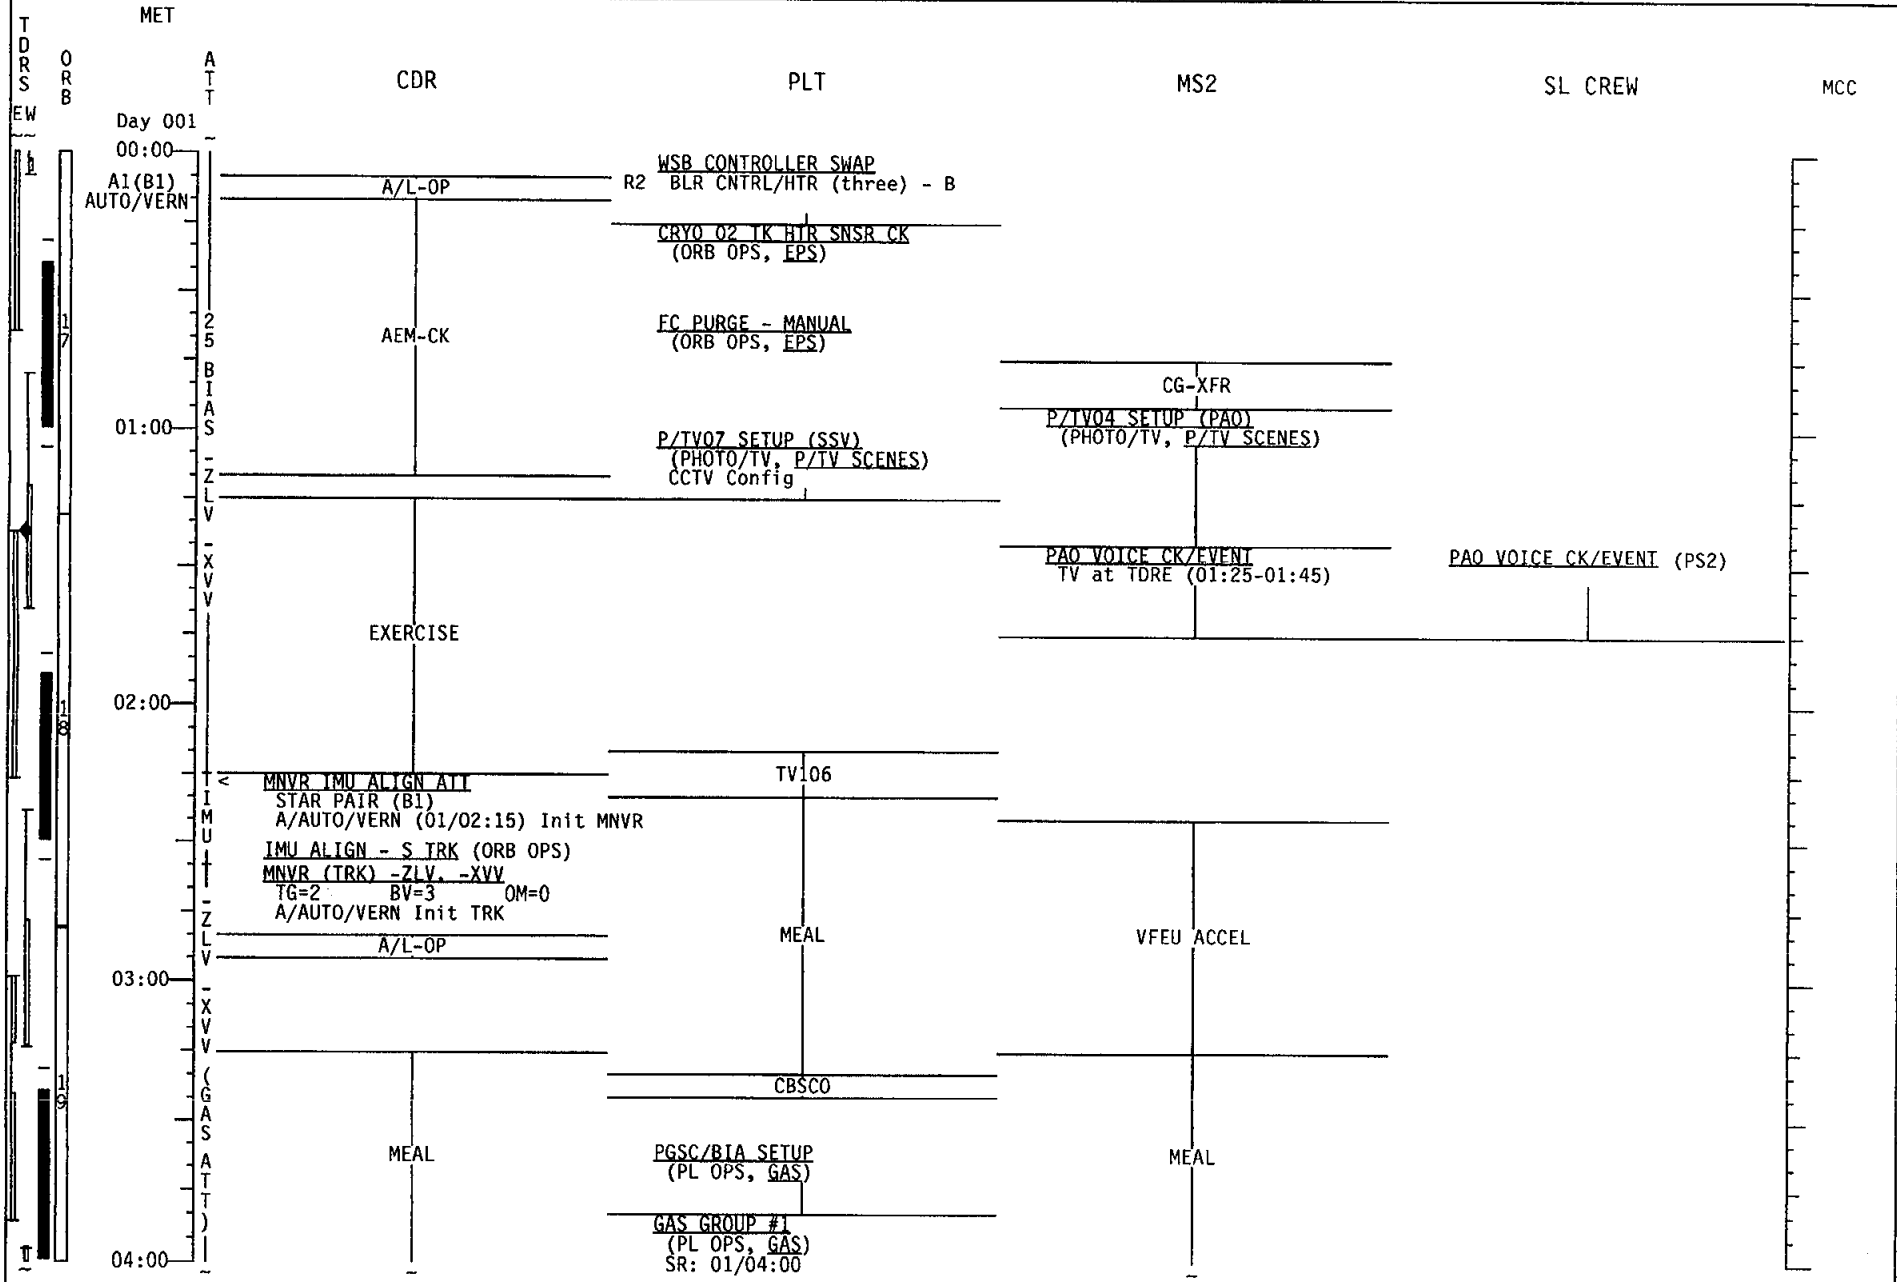 MET
TDRS
ORB
ATT
CDR
PLT
MS2
SL CREW
MCC
EW
Day 001
00:00
A1(B1)
AUTO/VERN
A/L-OP
WSB CONTROLLER SWAP
R2 BLR CNTRL/HTR (three) - B
CRYO O2 TK HTR SNSR CK
(ORB OPS, EPS)
17
25 BIAS -ZLV -XVV
AEM-CK
FC PURGE - MANUAL
(ORB OPS, EPS)
CG-XFR
01:00
P/TV07 SETUP (SSV)
(PHOTO/TV, P/TV SCENES)
CCTV Config
P/TV04 SETUP (PAO)
(PHOTO/TV, P/TV SCENES)
PAO VOICE CK/EVENT
TV at TDRE (01:25-01:45)
PAO VOICE CK/EVENT (PS2)
EXERCISE
02:00
18
TV106
<
MNVR IMU ALIGN ATT
STAR PAIR (B1)
A/AUTO/VERN (01/02:15) Init MNVR
IMU
IMU ALIGN - S TRK (ORB OPS)
MNVR (TRK) -ZLV, -XVV
TG=2 BV=3 OM=0
A/AUTO/VERN Init TRK
A/L-OP
MEAL
VFEU ACCEL
03:00
-ZLV -XVV (GAS ATT)
19
CBSCO
MEAL
PGSC/BIA SETUP
(PL OPS, GAS)
MEAL
GAS GROUP #1
(PL OPS, GAS)
SR: 01/04:00
04:00